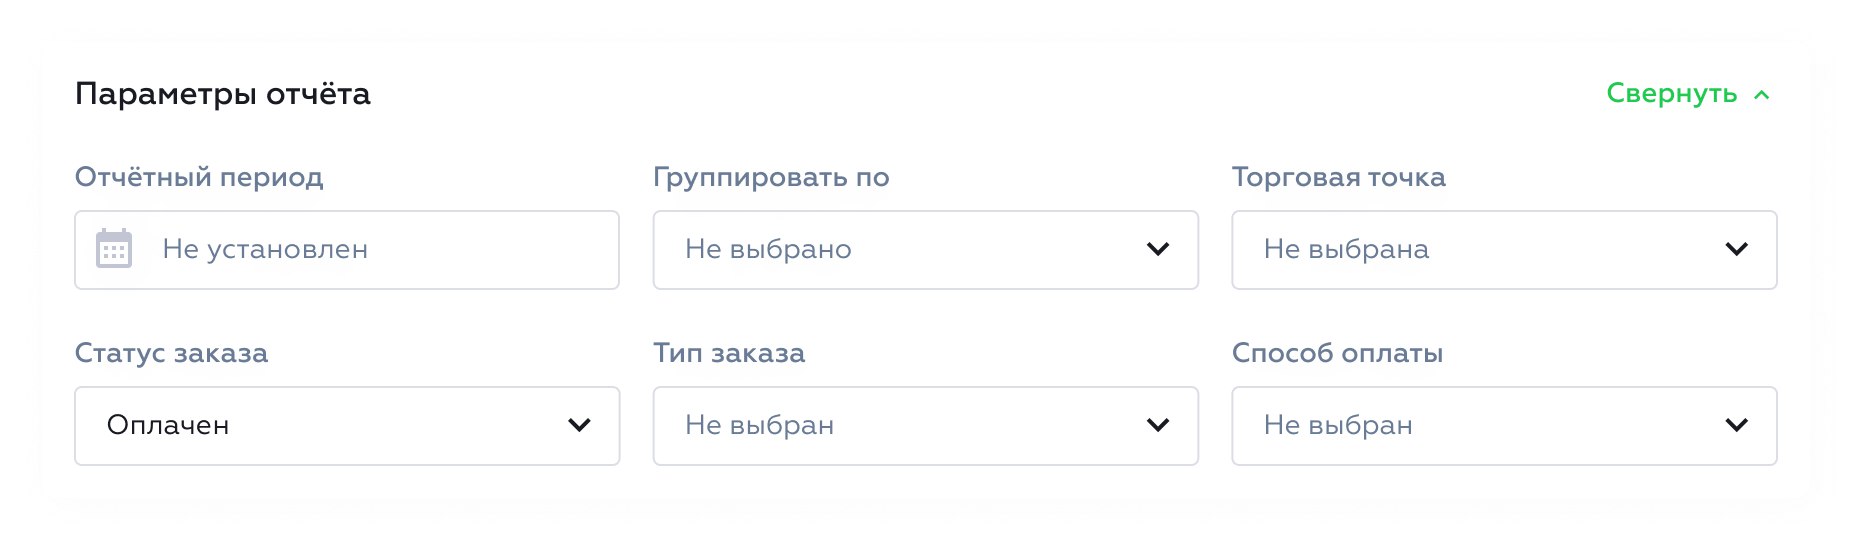 Параметры отчёта
Свернуть
Отчётный период
Группировать по
Торговая точка
Не установлен
Не выбрано
Не выбрана
Статус заказа
Тип заказа
Способ оплаты
Оплачен
Не выбран
Не выбран